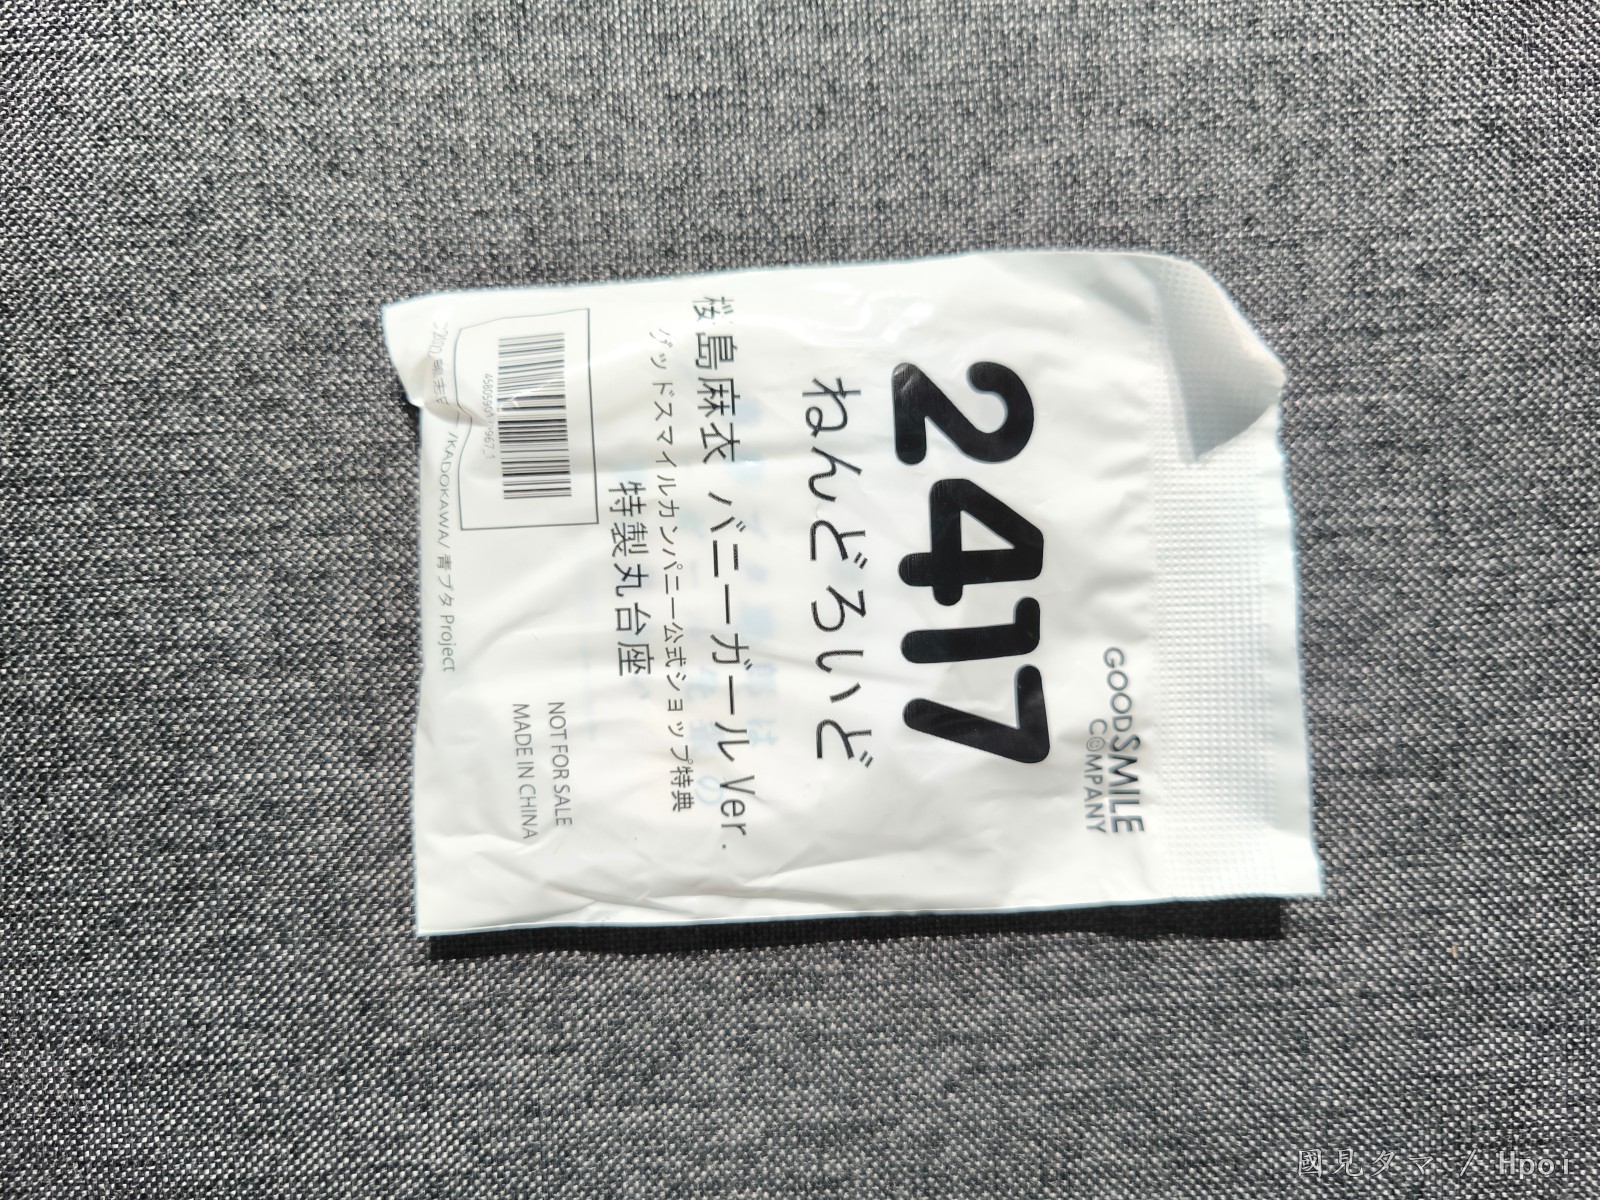 GOODSMILE
COMPANY
2417
ねんどろいど
桜島麻衣 バニーガール Ver.
グッドスマイルカンパニー公式ショップ特典
特製丸台座
NOT FOR SALE
MADE IN CHINA
/KADOKAWA/ 青ブタ Project
國見タマ / Hpoi